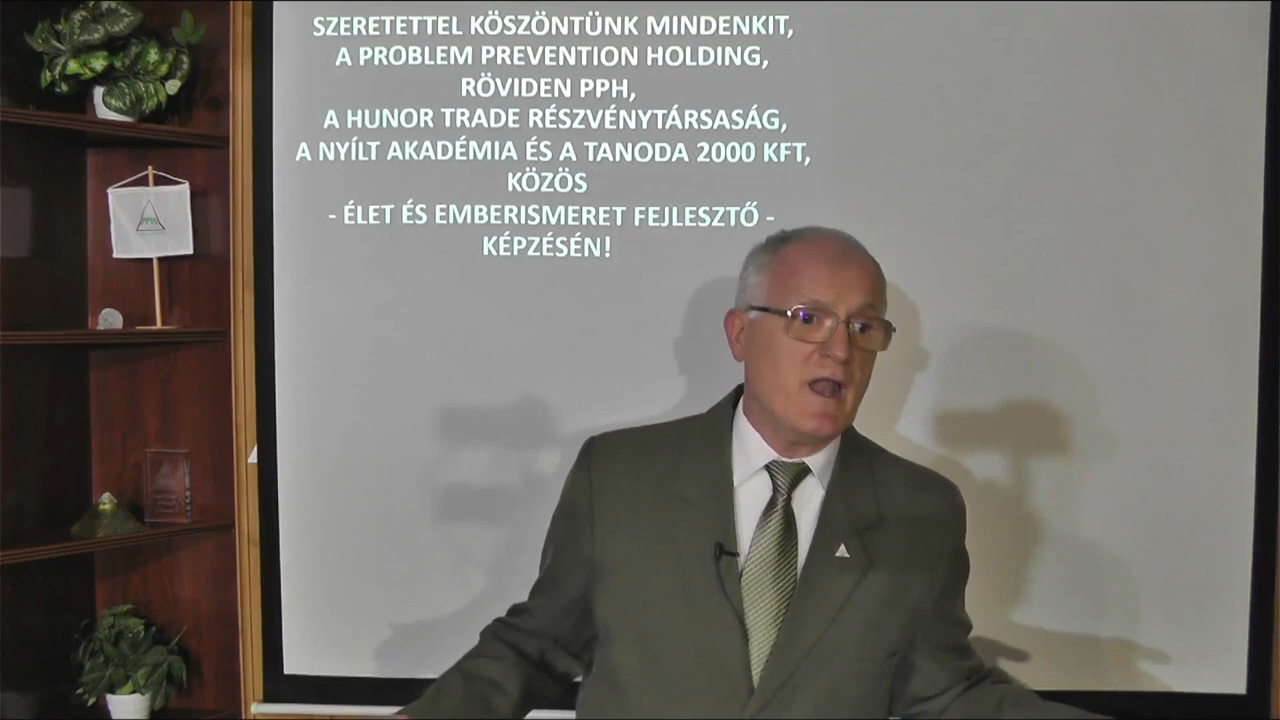 SZERETETTEL KÖSZÖNTÜNK MINDENKIT,
A PROBLEM PREVENTION HOLDING,
RÖVIDEN PPH,
A HUNOR TRADE RÉSZVÉNYTÁRSASÁG,
A NYÍLT AKADÉMIA ÉS A TANODA 2000 KFT,
KÖZÖS
- ÉLET ÉS EMBERISMERET FEJLESZTŐ -
KÉPZÉSÉN!